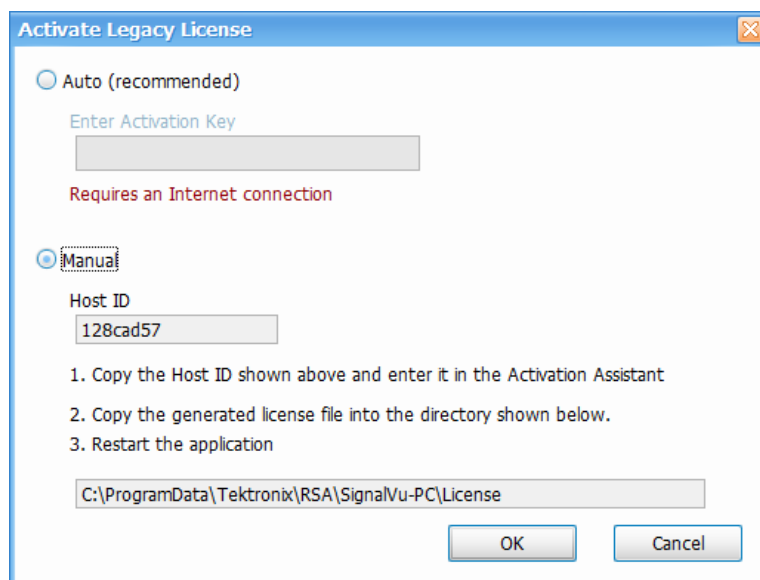 Activate Legacy License
Auto (recommended)
Enter Activation Key
Requires an Internet connection
Manual
Host ID
128cad57
1. Copy the Host ID shown above and enter it in the Activation Assistant
2. Copy the generated license file into the directory shown below.
3. Restart the application
C:\ProgramData\Tektronix\RSA\SignalVu-PC\License
OK
Cancel